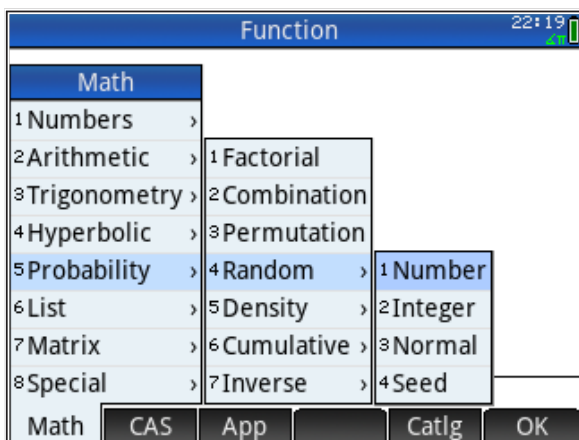 Function
22:19
∠π
Math
1 Numbers ›
2 Arithmetic ›
3 Trigonometry ›
4 Hyperbolic ›
5 Probability ›
6 List ›
7 Matrix ›
8 Special ›
1 Factorial
2 Combination
3 Permutation
4 Random ›
5 Density ›
6 Cumulative ›
7 Inverse ›
1 Number
2 Integer
3 Normal
4 Seed
Math CAS App Catlg OK